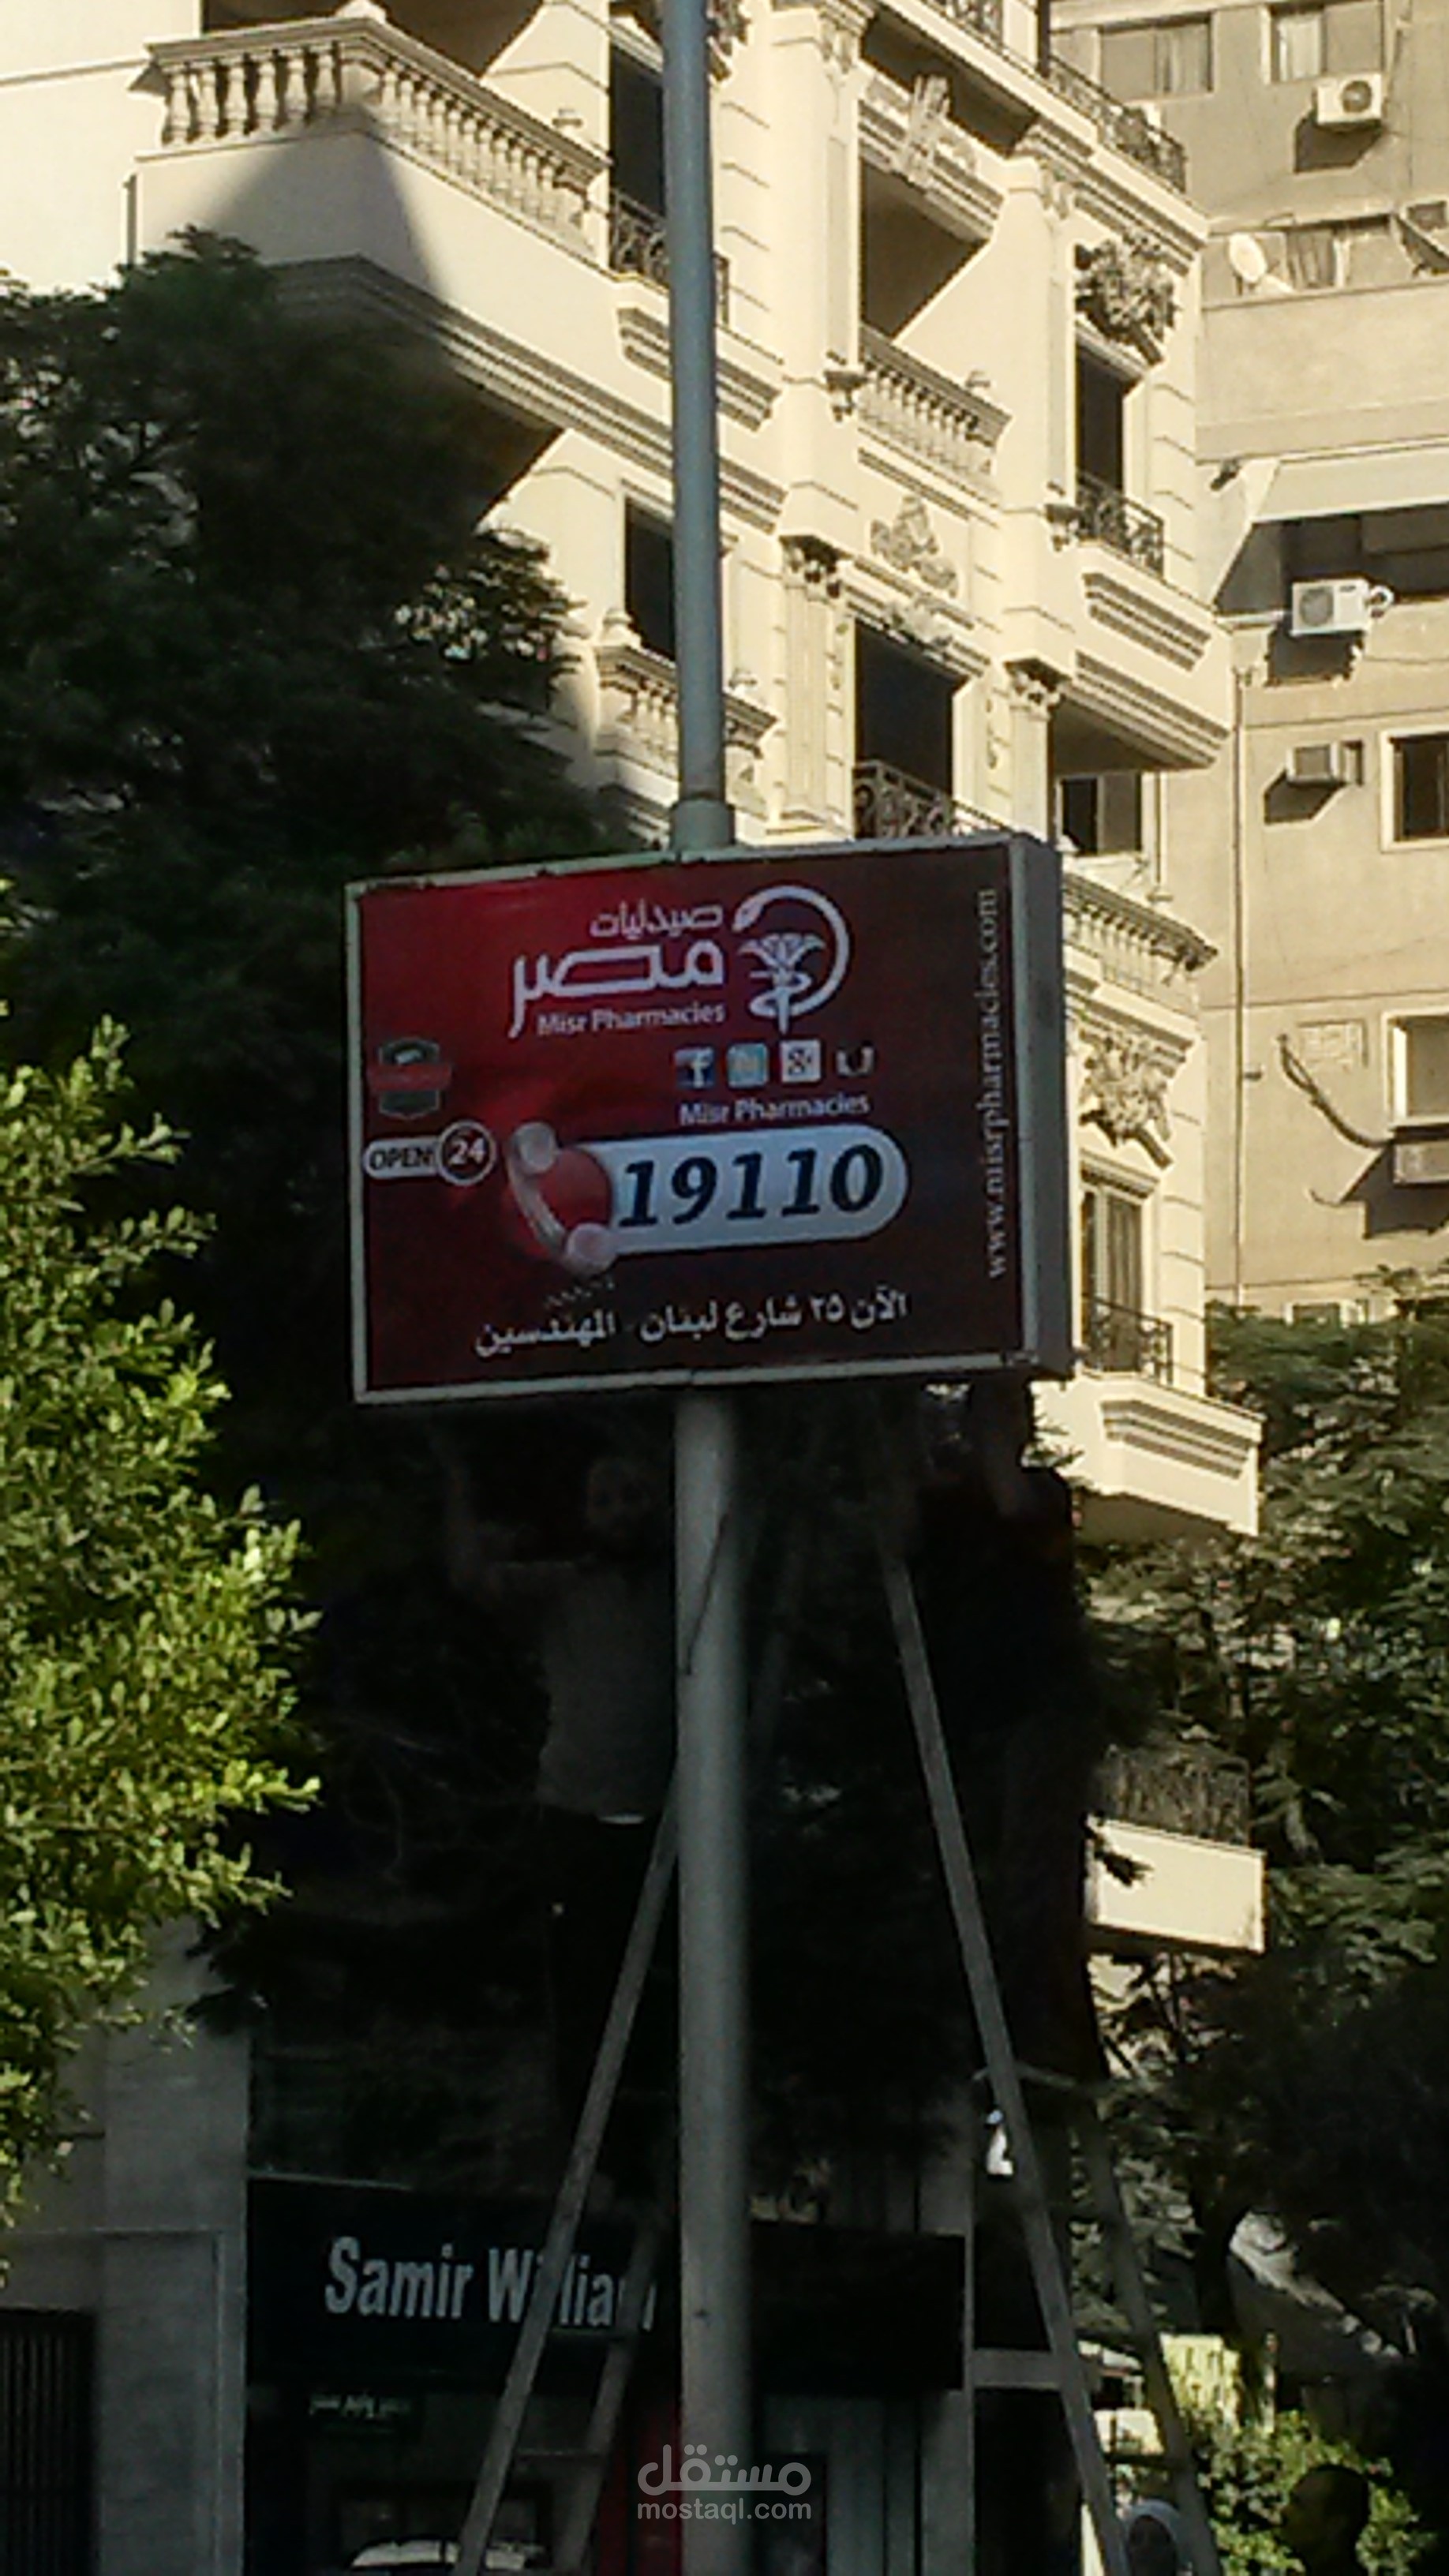 صيدليات
مصر
Misr Pharmacies
Misr Pharmacies
OPEN 24
19110
www.misrpharmacies.com
الآن ٢٥ شارع لبنان - المهندسين
Samir William
مستقل
mostaql.com